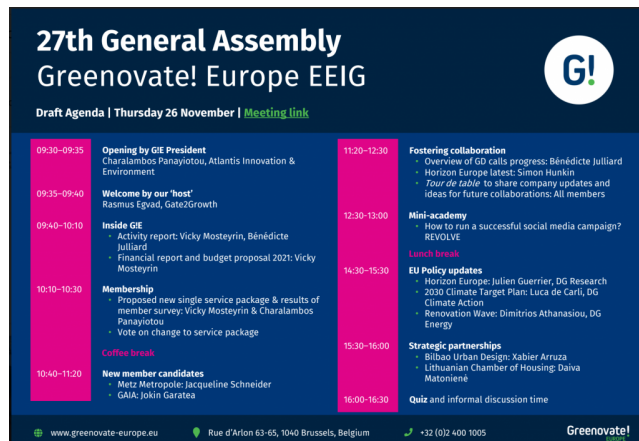 27th General Assembly
Greenovate! Europe EEIG
G!
Draft Agenda | Thursday 26 November | Meeting link
09:30–09:35
Opening by G!E President
Charalambos Panayiotou, Atlantis Innovation &
Environment
09:35–09:40
Welcome by our ‘host’
Rasmus Egvad, Gate2Growth
09:40–10:10
Inside G!E
• Activity report: Vicky Mosteyrin, Bénédicte
Julliard
• Financial report and budget proposal 2021: Vicky
Mosteyrin
10:10–10:30
Membership
• Proposed new single service package & results of
member survey: Vicky Mosteyrin & Charalambos
Panayiotou
• Vote on change to service package
Coffee break
10:40–11:20
New member candidates
• Metz Metropole: Jacqueline Schneider
• GAIA: Jokin Garatea
11:20–12:30
Fostering collaboration
• Overview of GD calls progress: Bénédicte Julliard
• Horizon Europe latest: Simon Hunkin
• Tour de table to share company updates and
ideas for future collaborations: All members
12:30-13:00
Mini-academy
• How to run a successful social media campaign?
REVOLVE
Lunch break
14:30–15:30
EU Policy updates
• Horizon Europe: Julien Guerrier, DG Research
• 2030 Climate Target Plan: Luca de Carli, DG
Climate Action
• Renovation Wave: Dimitrios Athanasiou, DG
Energy
15:30–16:00
Strategic partnerships
• Bilbao Urban Design: Xabier Arruza
• Lithuanian Chamber of Housing: Daiva
Matonienė
16:00-16:30
Quiz and informal discussion time
www.greenovate-europe.eu
Rue d’Arlon 63-65, 1040 Brussels, Belgium
+32 (0)2 400 1005
Greenovate!
EUROPE